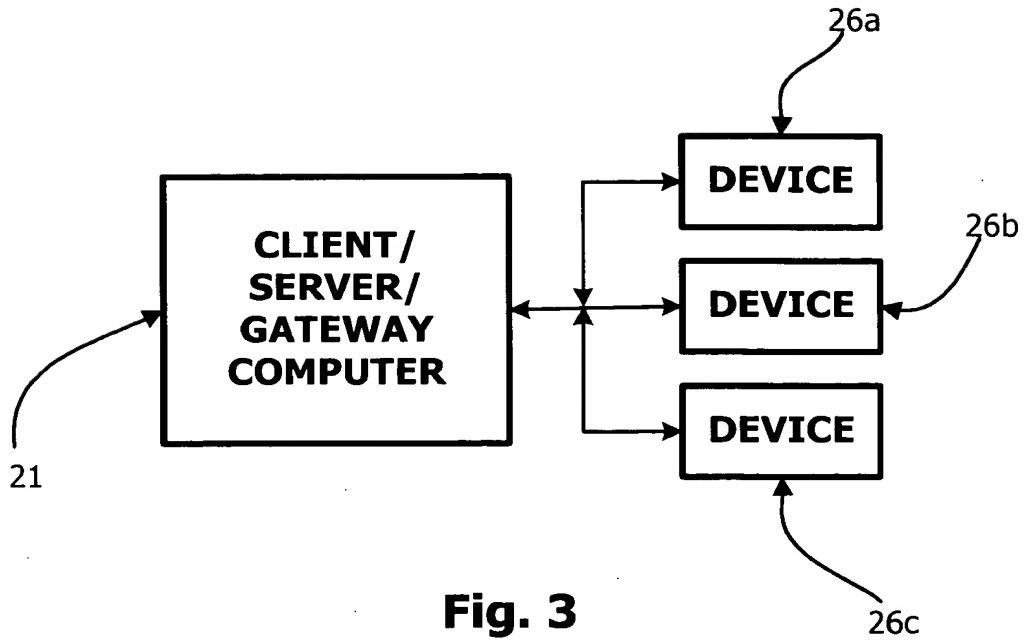 26a
DEVICE
26b
CLIENT/
SERVER/
GATEWAY
COMPUTER
DEVICE
DEVICE
21
Fig. 3
26c